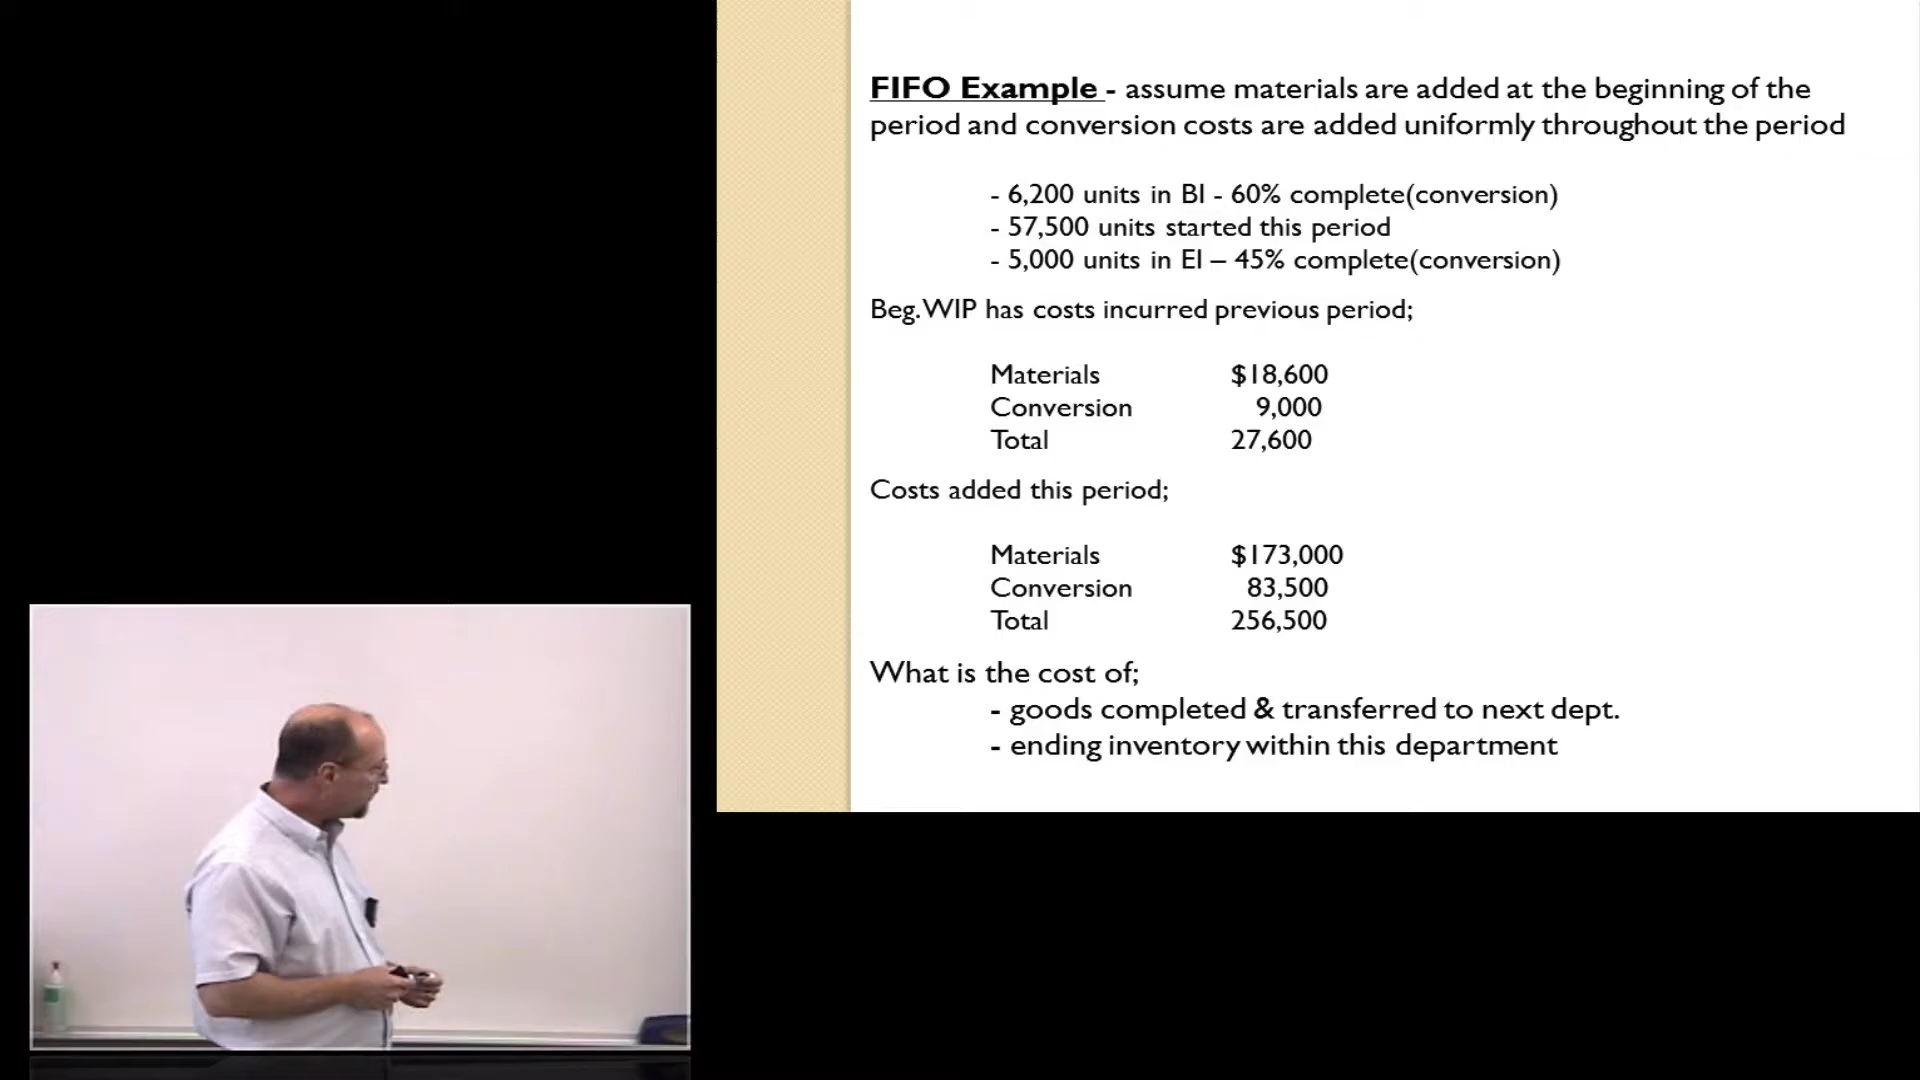 FIFO Example - assume materials are added at the beginning of the
period and conversion costs are added uniformly throughout the period
- 6,200 units in BI - 60% complete(conversion)
- 57,500 units started this period
- 5,000 units in EI – 45% complete(conversion)
Beg. WIP has costs incurred previous period;
Materials $18,600
Conversion 9,000
Total 27,600
Costs added this period;
Materials $173,000
Conversion 83,500
Total 256,500
What is the cost of;
- goods completed & transferred to next dept.
- ending inventory within this department